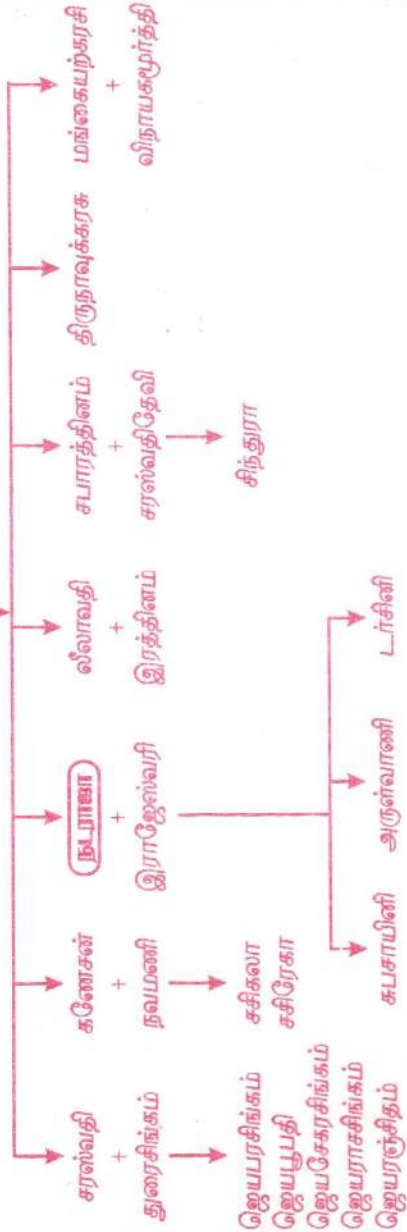 சரஸ்வதி
+
துரைசிங்கம்
ஜெயபரசிங்கம்
ஜெயபூபதி
ஜெயசேகரசிங்கம்
ஜெயராசசிங்கம்
ஜெயரஞ்சிதம்
கணேசன்
+
நவமணி
சசிகலா
சசிரேகா
நடராஜா
+
இராஜேஸ்வரி
சுபசாயினி
அருள்வாணி
டர்சினி
லீலாவதி
+
இரத்தினம்
சபாரத்தினம்
+
சரஸ்வதிதேவி
சிந்துரா
திருநாவுக்கரசு
மங்கையற்கரசி
+
விநாயகமூர்த்தி